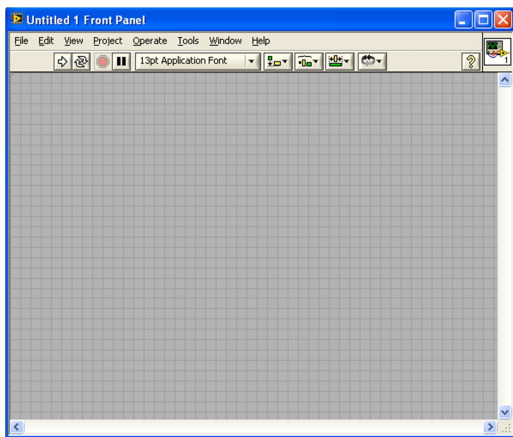 Untitled 1 Front Panel
File Edit View Project Operate Tools Window Help
13pt Application Font
?
1